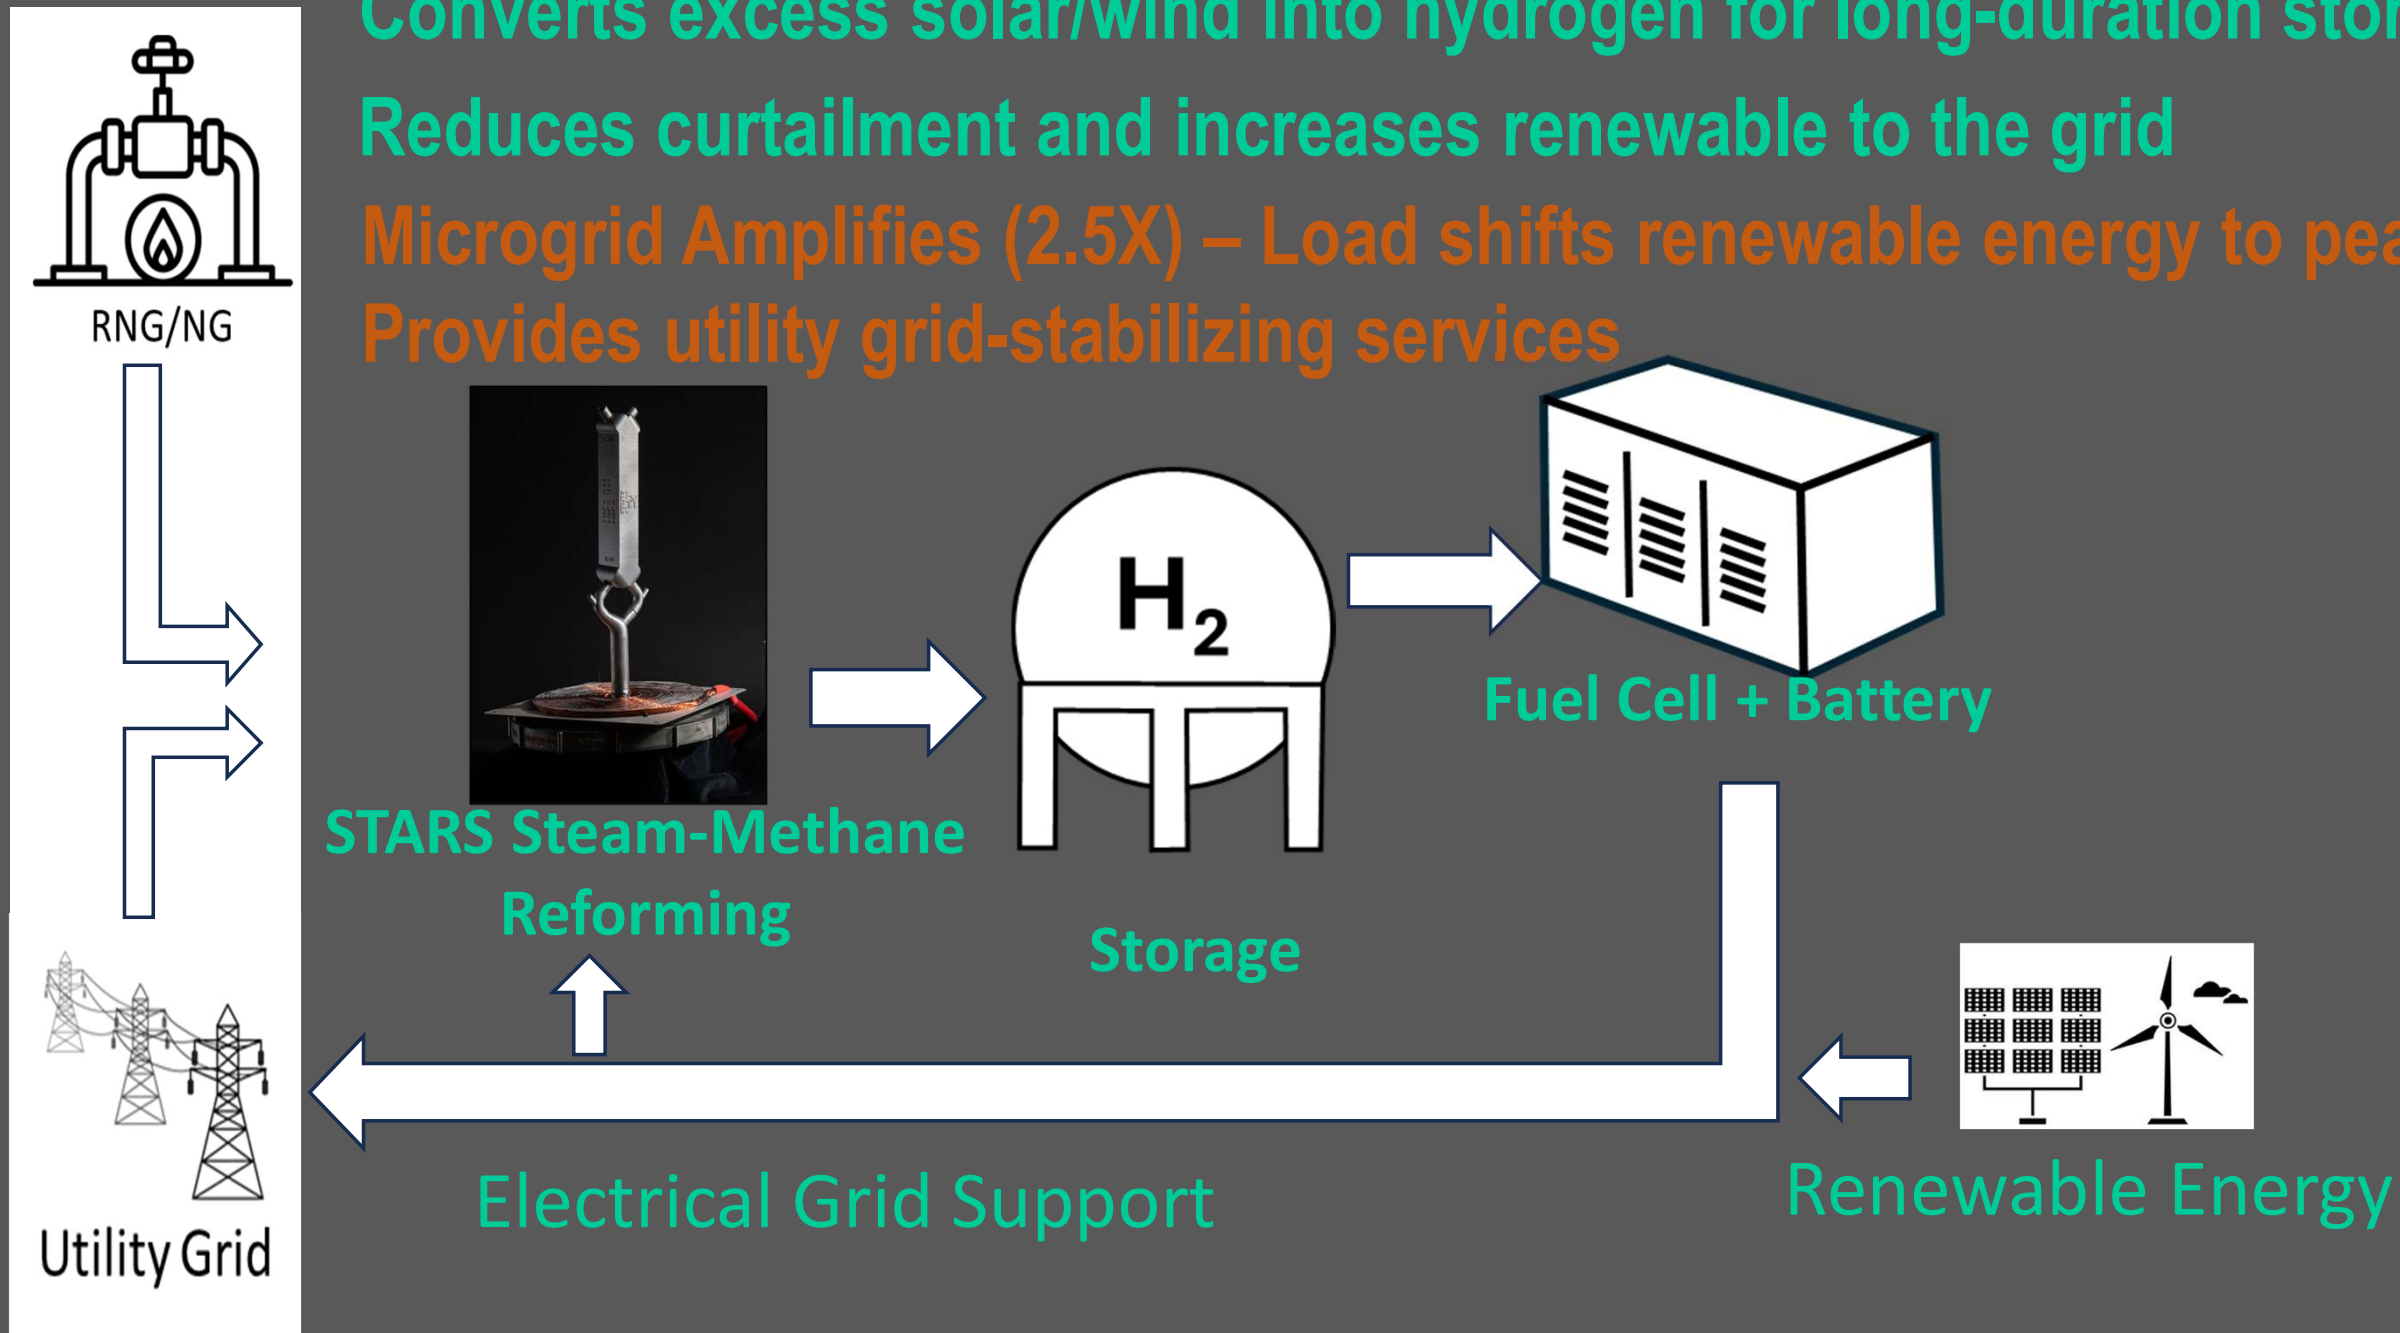 Converts excess solar/wind into hydrogen for long-duration stor
Reduces curtailment and increases renewable to the grid
Microgrid Amplifies (2.5X) – Load shifts renewable energy to pea
Provides utility grid-stabilizing services
RNG/NG
H₂
Fuel Cell + Battery
STARS Steam-Methane
Reforming
Storage
Electrical Grid Support
Renewable Energy
Utility Grid